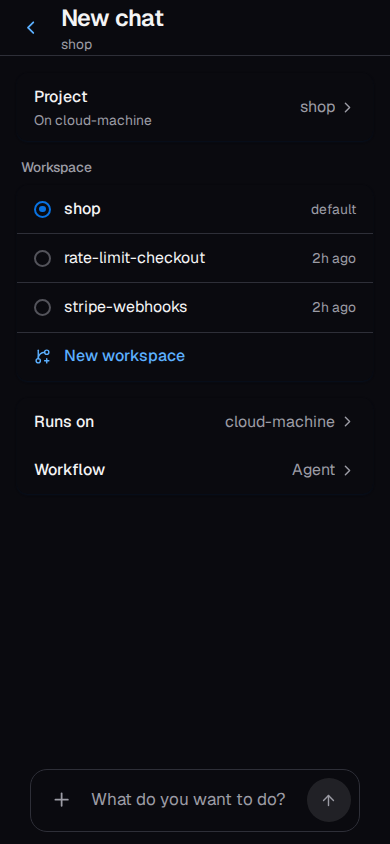 New chat
shop
Project
On cloud-machine
shop
Workspace
shop
default
rate-limit-checkout
2h ago
stripe-webhooks
2h ago
New workspace
Runs on
cloud-machine
Workflow
Agent
What do you want to do?